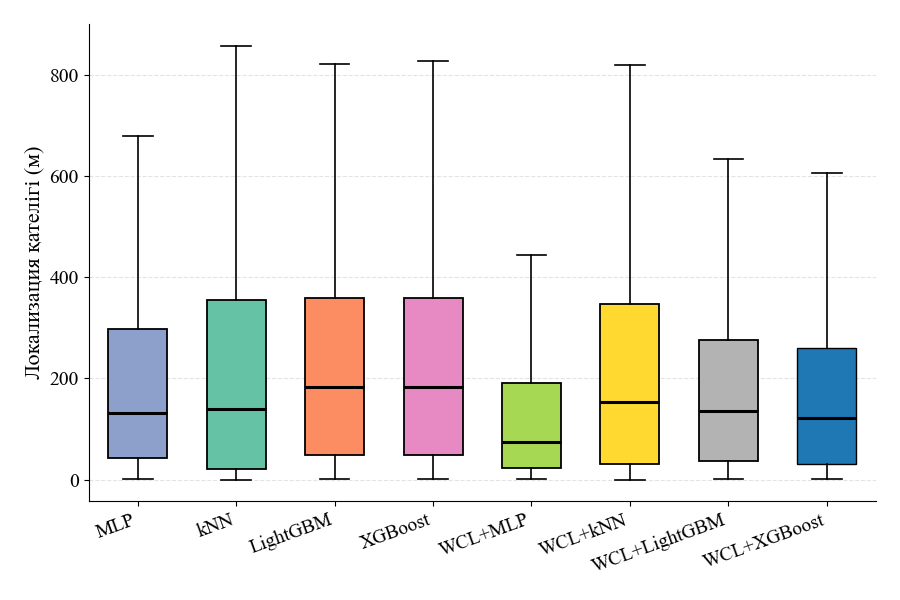 Локализация қателігі (м)
800
600
400
200
0
MLP
kNN
LightGBM
XGBoost
WCL+MLP
WCL+kNN
WCL+LightGBM
WCL+XGBoost